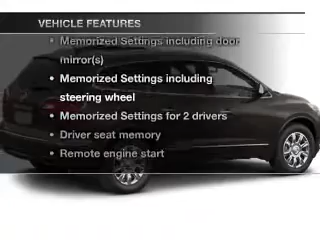 VEHICLE FEATURES
• Memorized Settings including door
mirror(s)
• Memorized Settings including
steering wheel
• Memorized Settings for 2 drivers
• Driver seat memory
• Remote engine start